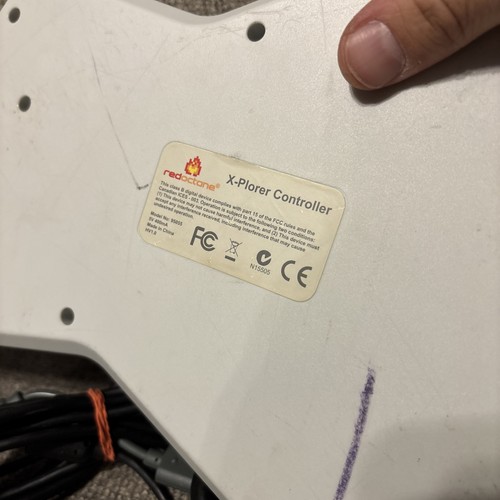 redoctane®
X-Plorer Controller
This class B digital device complies with part 15 of the FCC rules and the
Canadian ICES - 003. Operation is subject to the following two conditions:
(1) This device may not cause harmful interference, and (2) This device must
accept any interference received, including interference that may cause
undesired operation.
Model No: 95055
5V 400mA
Made in China
FC
N15505
CE